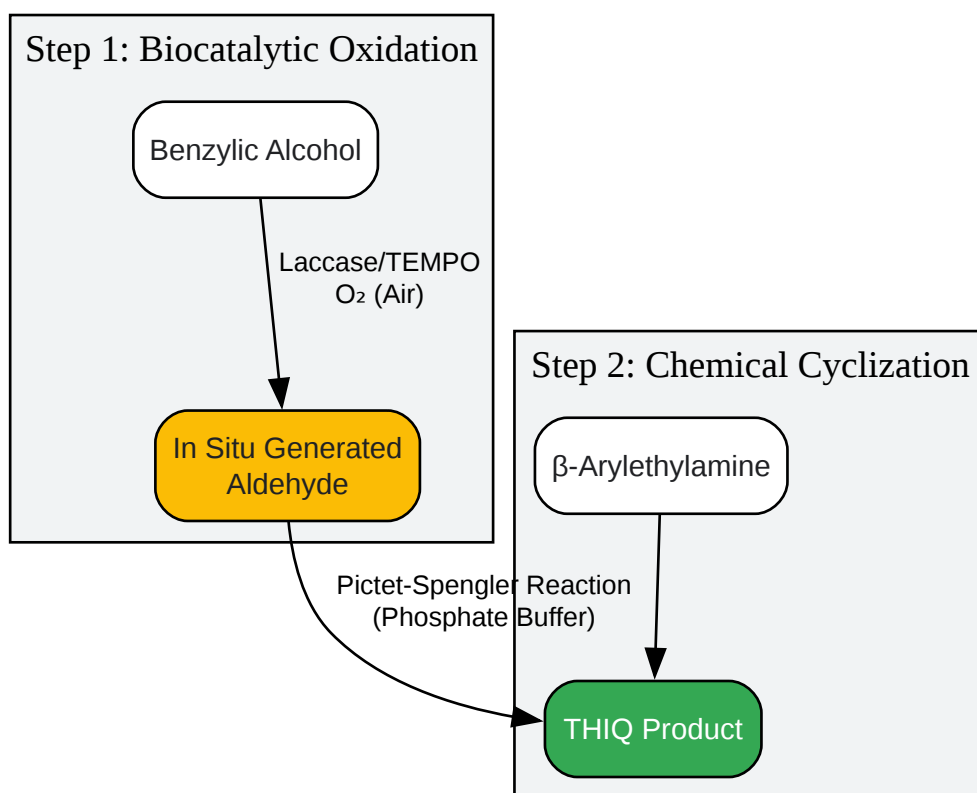 Step 1: Biocatalytic Oxidation
Benzylic Alcohol
Laccase/TEMPO
O₂ (Air)
In Situ Generated
Aldehyde
Step 2: Chemical Cyclization
β-Arylethylamine
Pictet-Spengler Reaction
(Phosphate Buffer)
THIQ Product